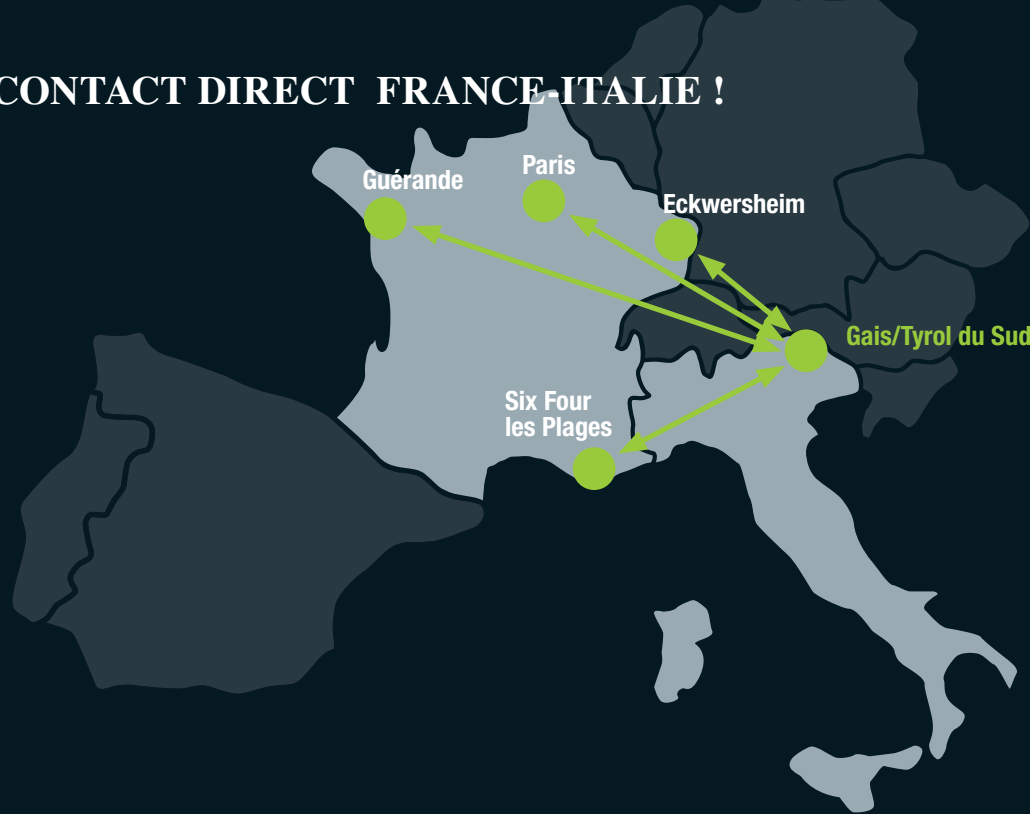 CONTACT DIRECT FRANCE-ITALIE !
Paris
Guérande
Eckwersheim
Gais/Tyrol du Sud
Six Four
les Plages